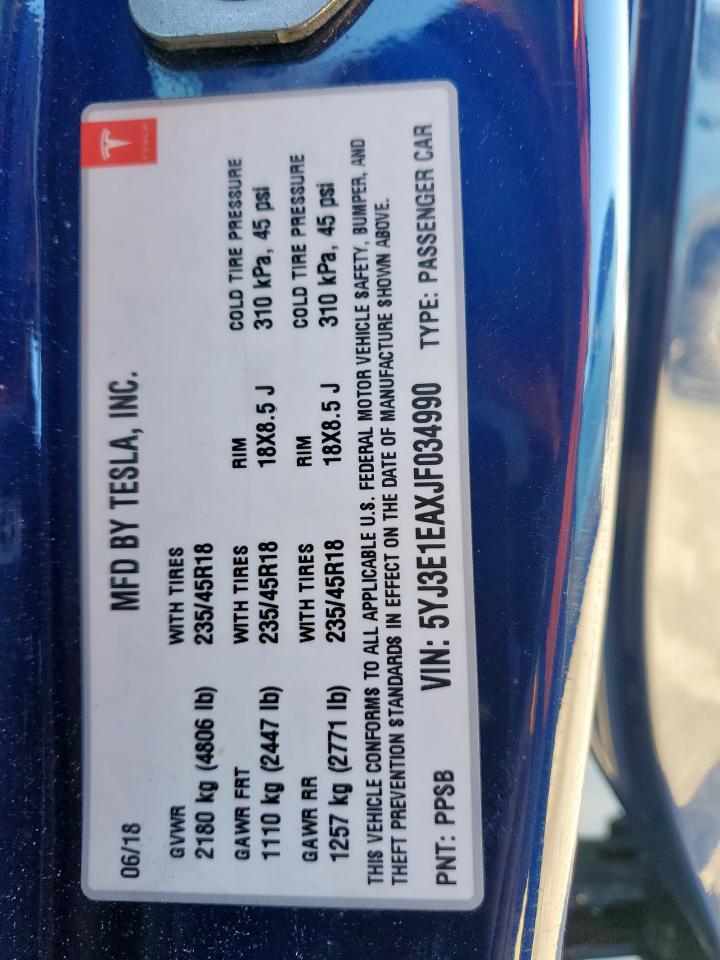 TESLA
MFD BY TESLA, INC.
06/18
GVWR WITH TIRES
2180 kg (4806 lb) 235/45R18
GAWR FRT WITH TIRES RIM COLD TIRE PRESSURE
1110 kg (2447 lb) 235/45R18 18X8.5 J 310 kPa, 45 psi
GAWR RR WITH TIRES RIM COLD TIRE PRESSURE
1257 kg (2771 lb) 235/45R18 18X8.5 J 310 kPa, 45 psi
THIS VEHICLE CONFORMS TO ALL APPLICABLE U.S. FEDERAL MOTOR VEHICLE SAFETY, BUMPER, AND
THEFT PREVENTION STANDARDS IN EFFECT ON THE DATE OF MANUFACTURE SHOWN ABOVE.
PNT: PPSB VIN: 5YJ3E1EAXJF034990 TYPE: PASSENGER CAR